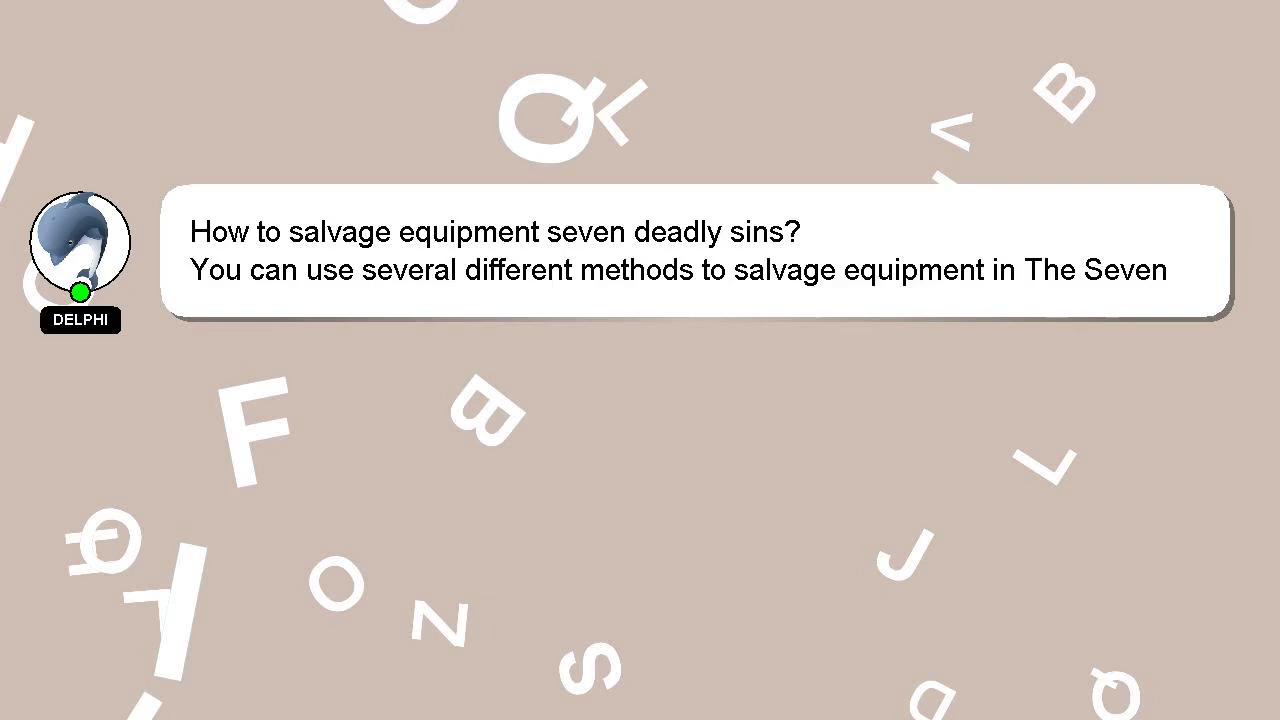 How to salvage equipment seven deadly sins?
You can use several different methods to salvage equipment in The Seven
DELPHI